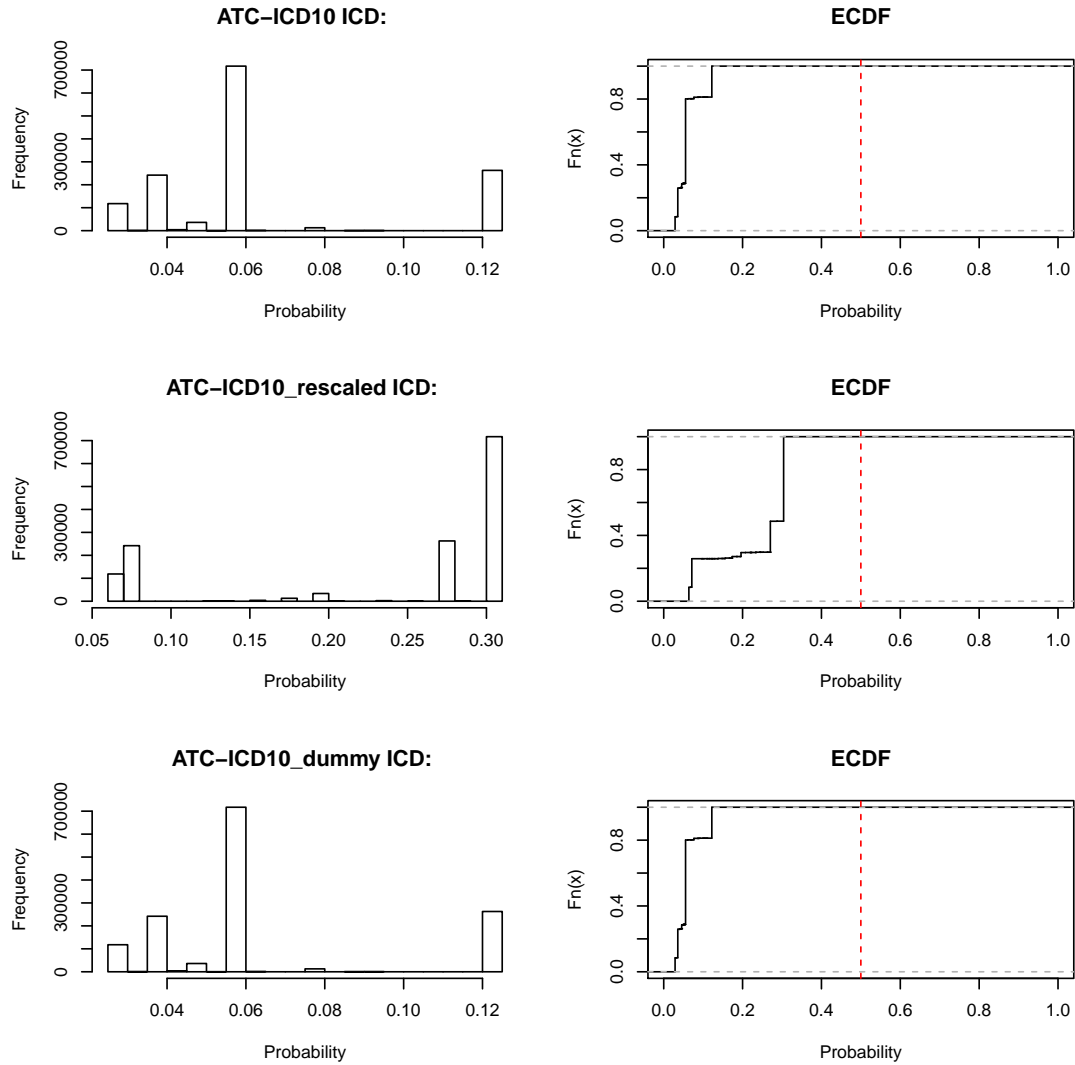 ATC−ICD10 ICD:
Frequency
0 300000 700000
0.04 0.06 0.08 0.10 0.12
Probability
ECDF
Fn(x)
0.0 0.4 0.8
0.0 0.2 0.4 0.6 0.8 1.0
Probability
ATC−ICD10_rescaled ICD:
Frequency
0 300000 700000
0.05 0.10 0.15 0.20 0.25 0.30
Probability
ECDF
Fn(x)
0.0 0.4 0.8
0.0 0.2 0.4 0.6 0.8 1.0
Probability
ATC−ICD10_dummy ICD:
Frequency
0 300000 700000
0.04 0.06 0.08 0.10 0.12
Probability
ECDF
Fn(x)
0.0 0.4 0.8
0.0 0.2 0.4 0.6 0.8 1.0
Probability